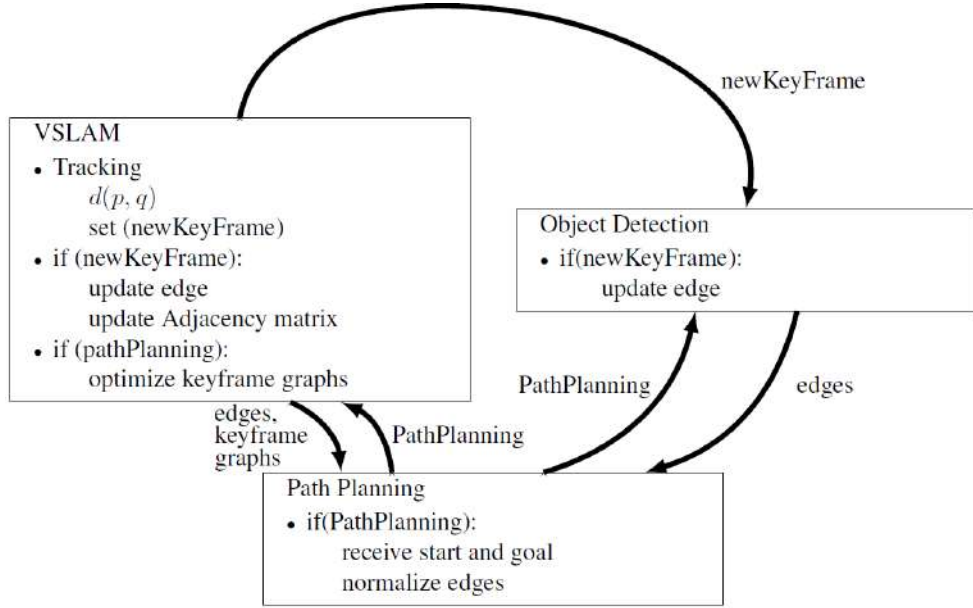 newKeyFrame
VSLAM
• Tracking
d(p, q)
set (newKeyFrame)
• if (newKeyFrame):
update edge
update Adjacency matrix
• if (pathPlanning):
optimize keyframe graphs
Object Detection
• if(newKeyFrame):
update edge
PathPlanning
edges
edges,
keyframe
graphs
PathPlanning
Path Planning
• if(PathPlanning):
receive start and goal
normalize edges